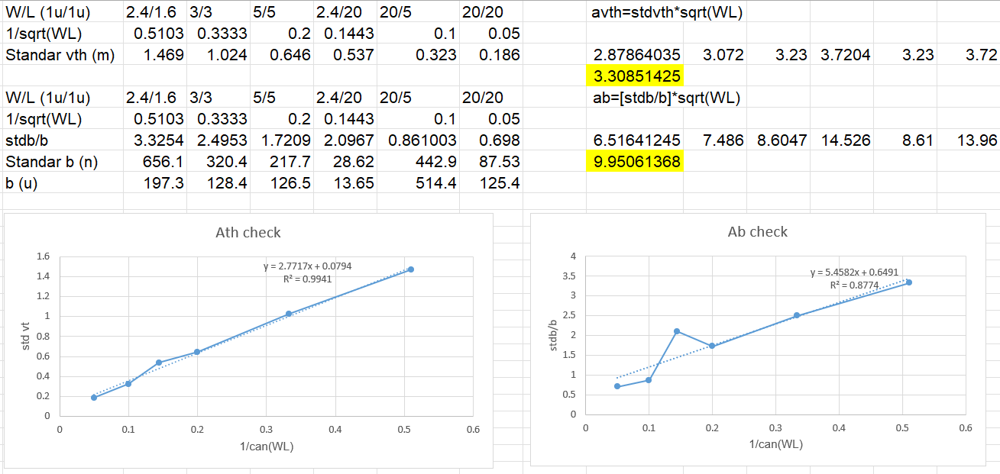 W/L (1u/1u) 2.4/1.6 3/3 5/5 2.4/20 20/5 20/20 avth=stdvth*sqrt(WL)
1/sqrt(WL) 0.5103 0.3333 0.2 0.1443 0.1 0.05
Standar vth (m) 1.469 1.024 0.646 0.537 0.323 0.186 2.87864035 3.072 3.23 3.7204 3.23 3.72
3.30851425
W/L (1u/1u) 2.4/1.6 3/3 5/5 2.4/20 20/5 20/20 ab=[stdb/b]*sqrt(WL)
1/sqrt(WL) 0.5103 0.3333 0.2 0.1443 0.1 0.05
stdb/b 3.3254 2.4953 1.7209 2.0967 0.861003 0.698 6.51641245 7.486 8.6047 14.526 8.61 13.96
Standar b (n) 656.1 320.4 217.7 28.62 442.9 87.53 9.95061368
b (u) 197.3 128.4 126.5 13.65 514.4 125.4
Ath check
y = 2.7717x + 0.0794
R² = 0.9941
1.6
1.4
1.2
1
0.8
0.6
0.4
0.2
0
std vt
0 0.1 0.2 0.3 0.4 0.5 0.6
1/can(WL)
Ab check
y = 5.4582x + 0.6491
R² = 0.8774
4
3.5
3
2.5
2
1.5
1
0.5
0
stdb/b
0 0.1 0.2 0.3 0.4 0.5 0.6
1/can(WL)